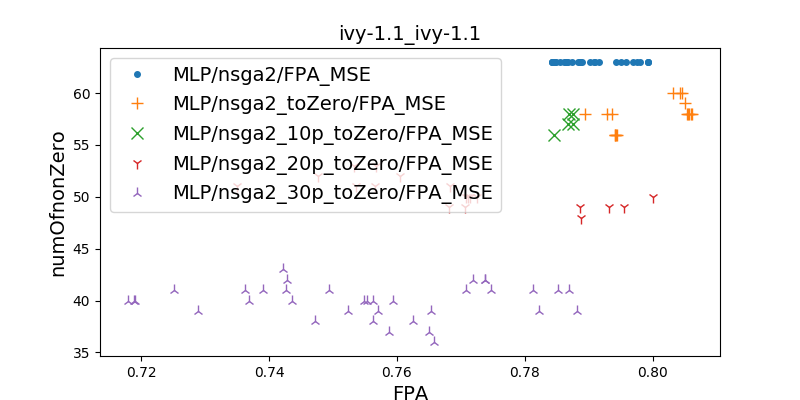 ivy-1.1_ivy-1.1
MLP/nsga2/FPA_MSE
MLP/nsga2_toZero/FPA_MSE
MLP/nsga2_10p_toZero/FPA_MSE
MLP/nsga2_20p_toZero/FPA_MSE
MLP/nsga2_30p_toZero/FPA_MSE
numOfnonZero
60
55
50
45
40
35
0.72
0.74
0.76
0.78
0.80
FPA